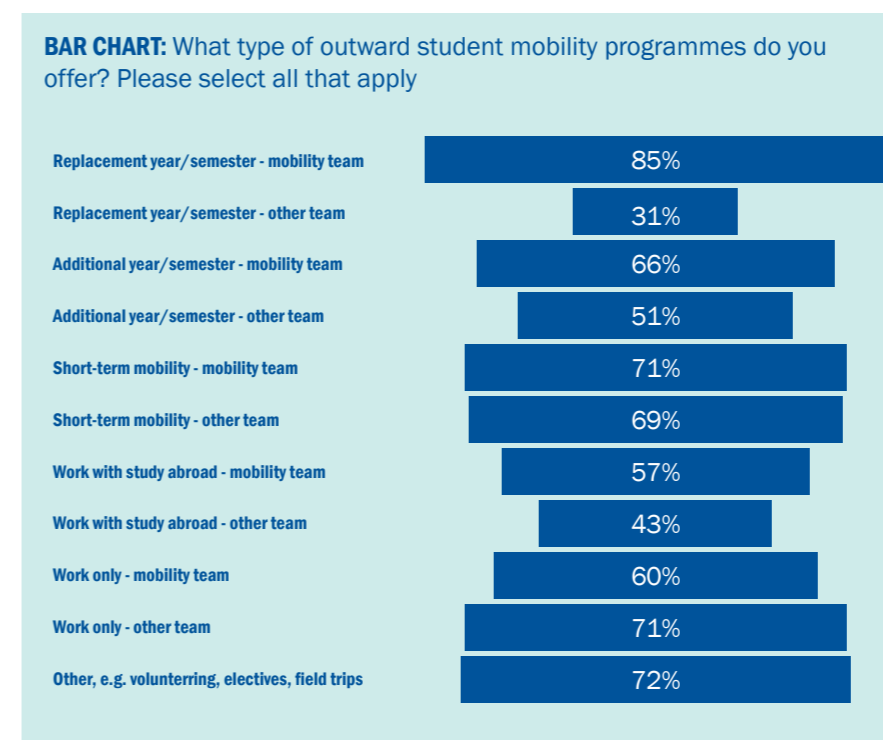 BAR CHART: What type of outward student mobility programmes do you
offer? Please select all that apply
Replacement year/semester - mobility team 85%
Replacement year/semester - other team 31%
Additional year/semester - mobility team 66%
Additional year/semester - other team 51%
Short-term mobility - mobility team 71%
Short-term mobility - other team 69%
Work with study abroad - mobility team 57%
Work with study abroad - other team 43%
Work only - mobility team 60%
Work only - other team 71%
Other, e.g. volunterring, electives, field trips 72%